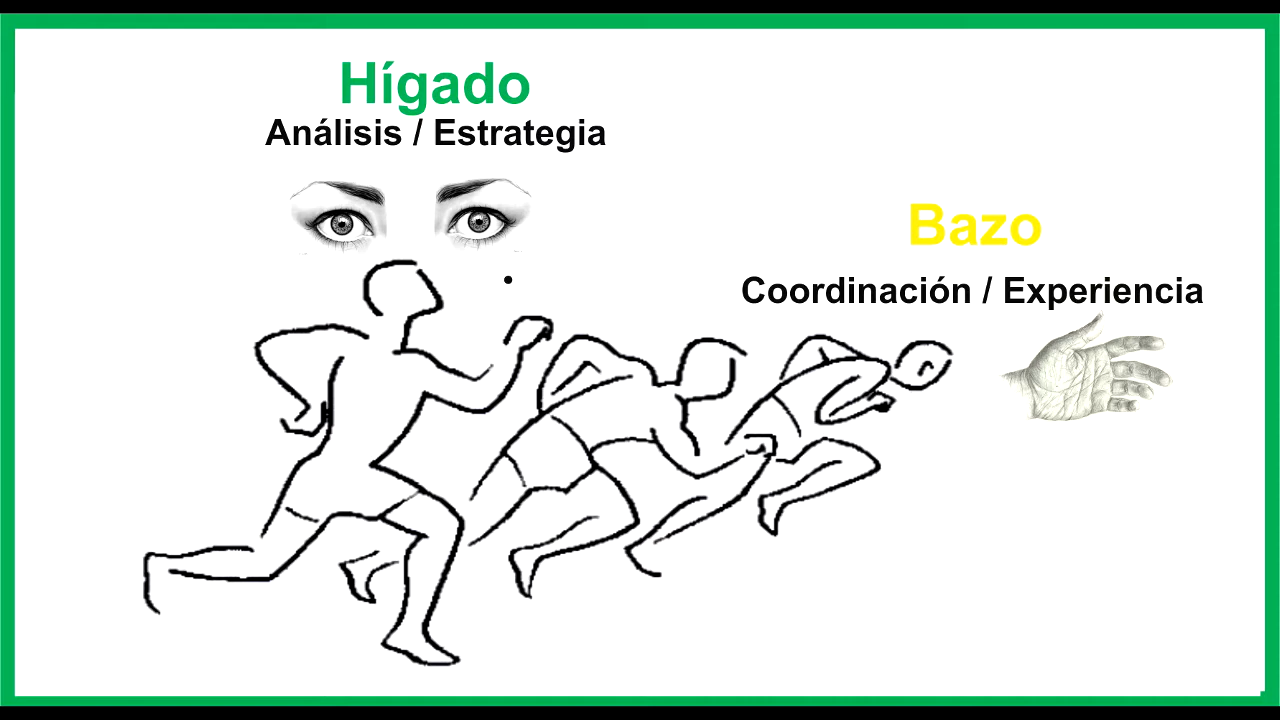 Hígado
Análisis / Estrategia
Bazo
Coordinación / Experiencia